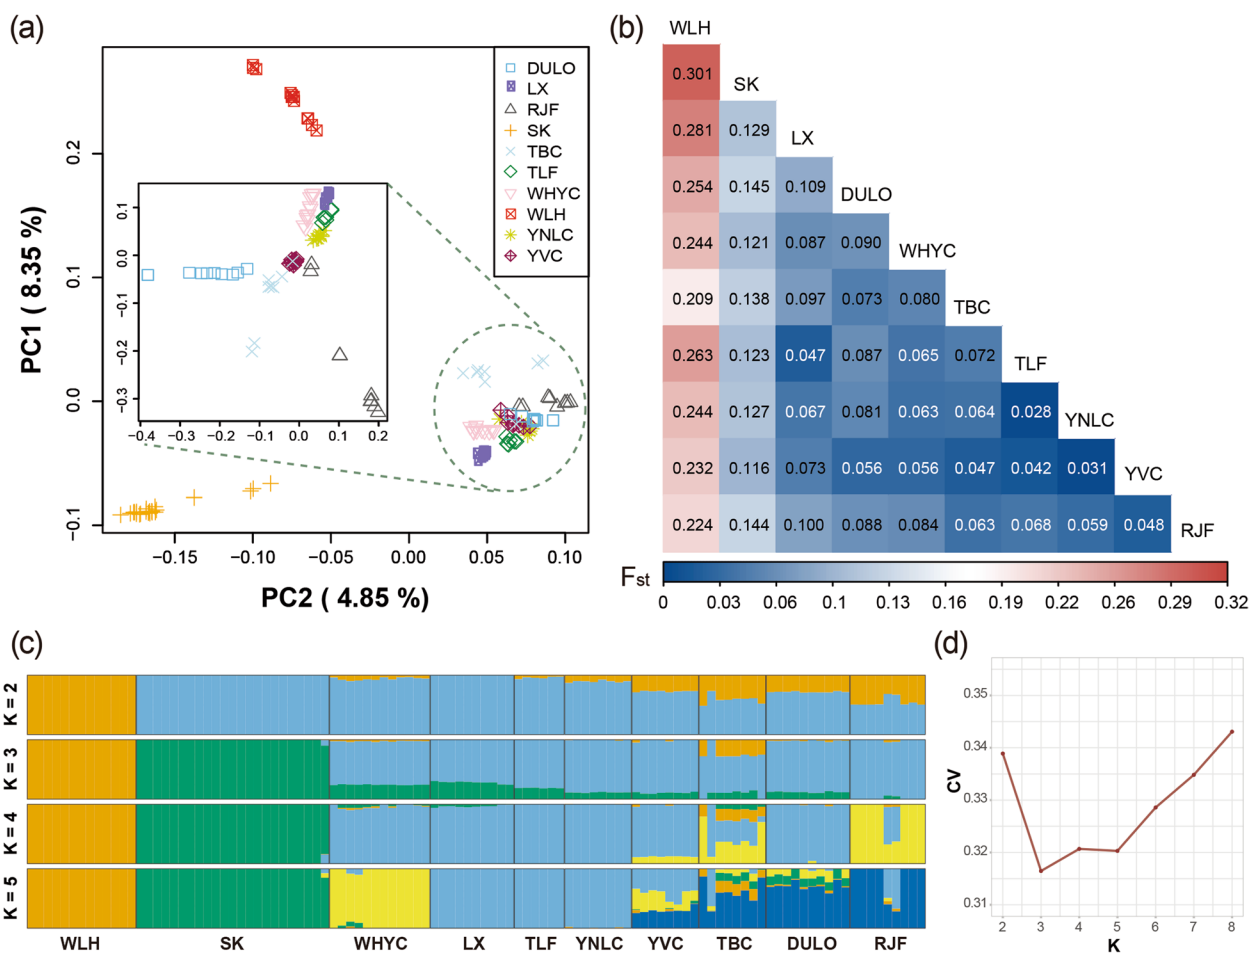 (a)
DULO
LX
RJF
SK
TBC
TLF
WHYC
WLH
YNLC
YVC
0.2
0.1
0.0
−0.1
PC1 ( 8.35 %)
0.1
0.0
−0.1
−0.2
−0.3
−0.4 −0.3 −0.2 −0.1 0.0 0.1 0.2
−0.15 −0.10 −0.05 0.00 0.05 0.10
PC2 ( 4.85 %)
(b)
WLH
0.301 SK
0.281 0.129 LX
0.254 0.145 0.109 DULO
0.244 0.121 0.087 0.090 WHYC
0.209 0.138 0.097 0.073 0.080 TBC
0.263 0.123 0.047 0.087 0.065 0.072 TLF
0.244 0.127 0.067 0.081 0.063 0.064 0.028 YNLC
0.232 0.116 0.073 0.056 0.056 0.047 0.042 0.031 YVC
0.224 0.144 0.100 0.088 0.084 0.063 0.068 0.059 0.048 RJF
Fst
0 0.03 0.06 0.1 0.13 0.16 0.19 0.22 0.26 0.29 0.32
(c)
K = 2
K = 3
K = 4
K = 5
WLH SK WHYC LX TLF YNLC YVC TBC DULO RJF
(d)
0.35
0.34
0.33
0.32
0.31
CV
2 3 4 5 6 7 8
K